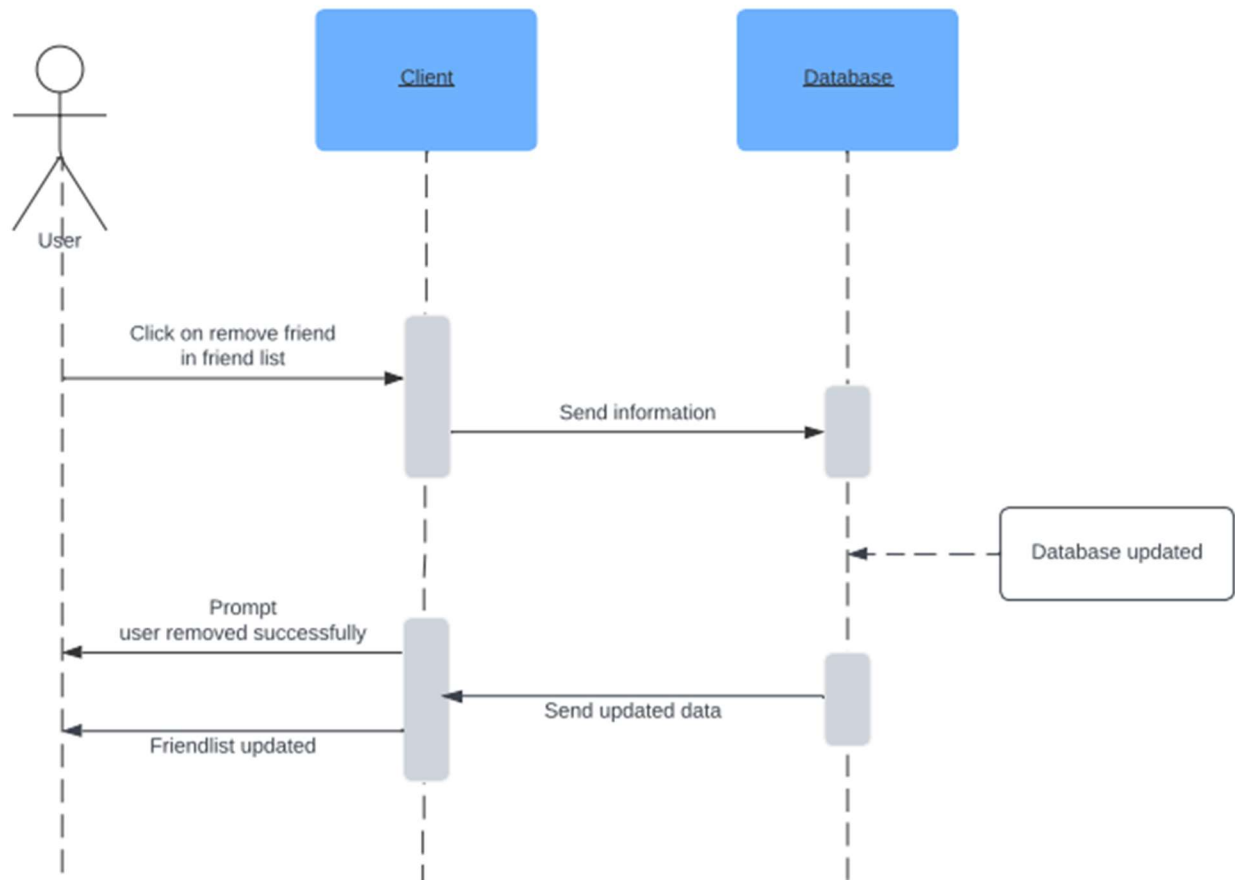 Client
Database
User
Click on remove friend
in friend list
Send information
Database updated
Prompt
user removed successfully
Send updated data
Friendlist updated